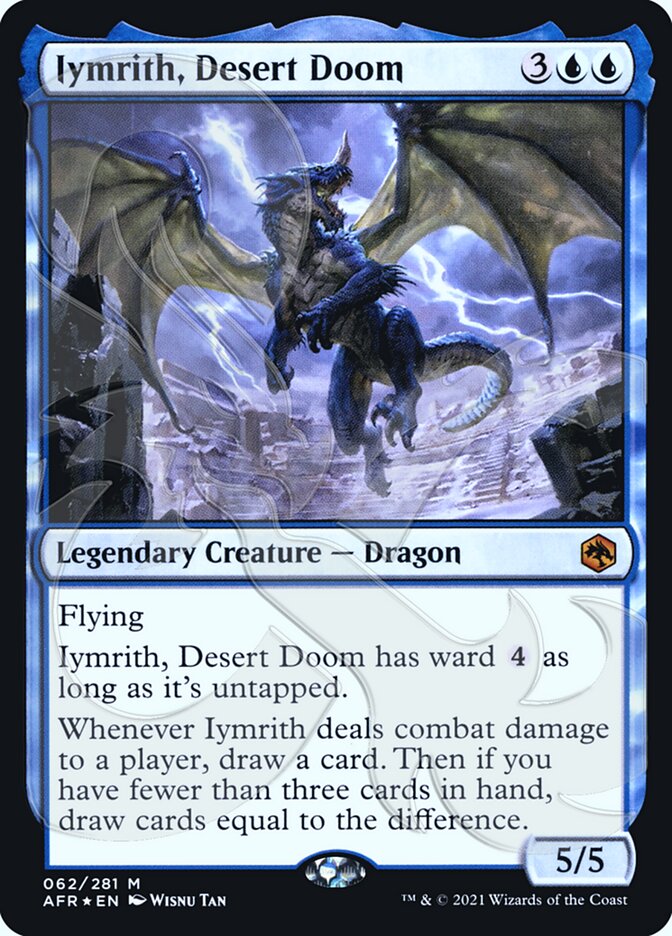 Iymrith, Desert Doom 3
Legendary Creature — Dragon
Flying
Iymrith, Desert Doom has ward 4 as
long as it's untapped.
Whenever Iymrith deals combat damage
to a player, draw a card. Then if you
have fewer than three cards in hand,
draw cards equal to the difference.
5/5
062/281 M
AFR★EN Wisnu Tan
™ & © 2021 Wizards of the Coast